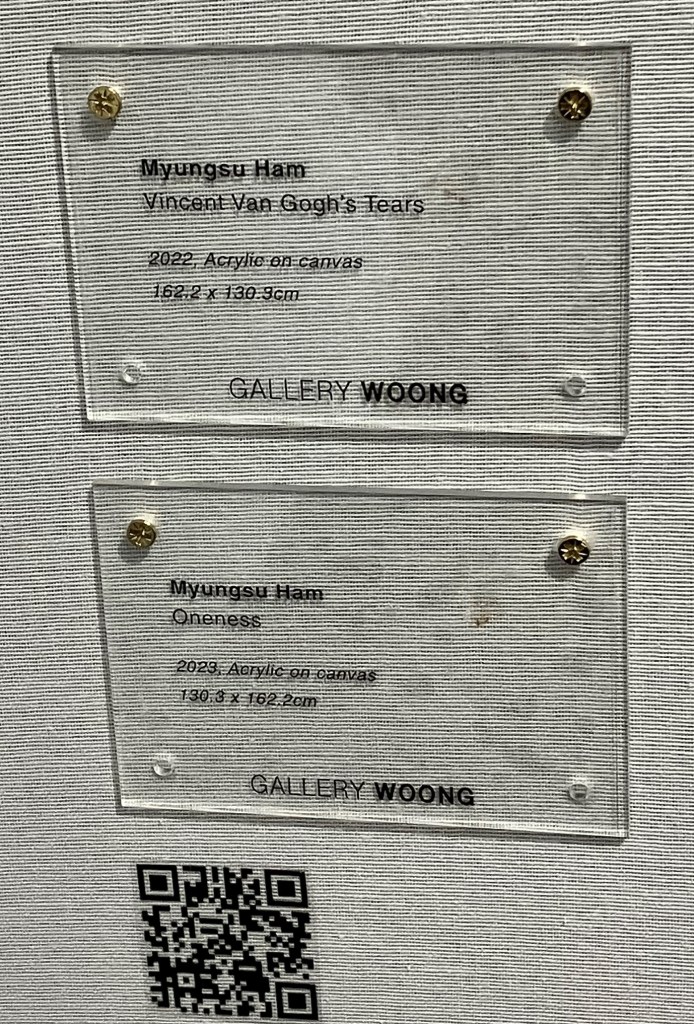 Myungsu Ham
Vincent Van Gogh's Tears
2022, Acrylic on canvas
162.2 x 130.3cm
GALLERY WOONG
Myungsu Ham
Oneness
2023, Acrylic on canvas
130.3 x 162.2cm
GALLERY WOONG